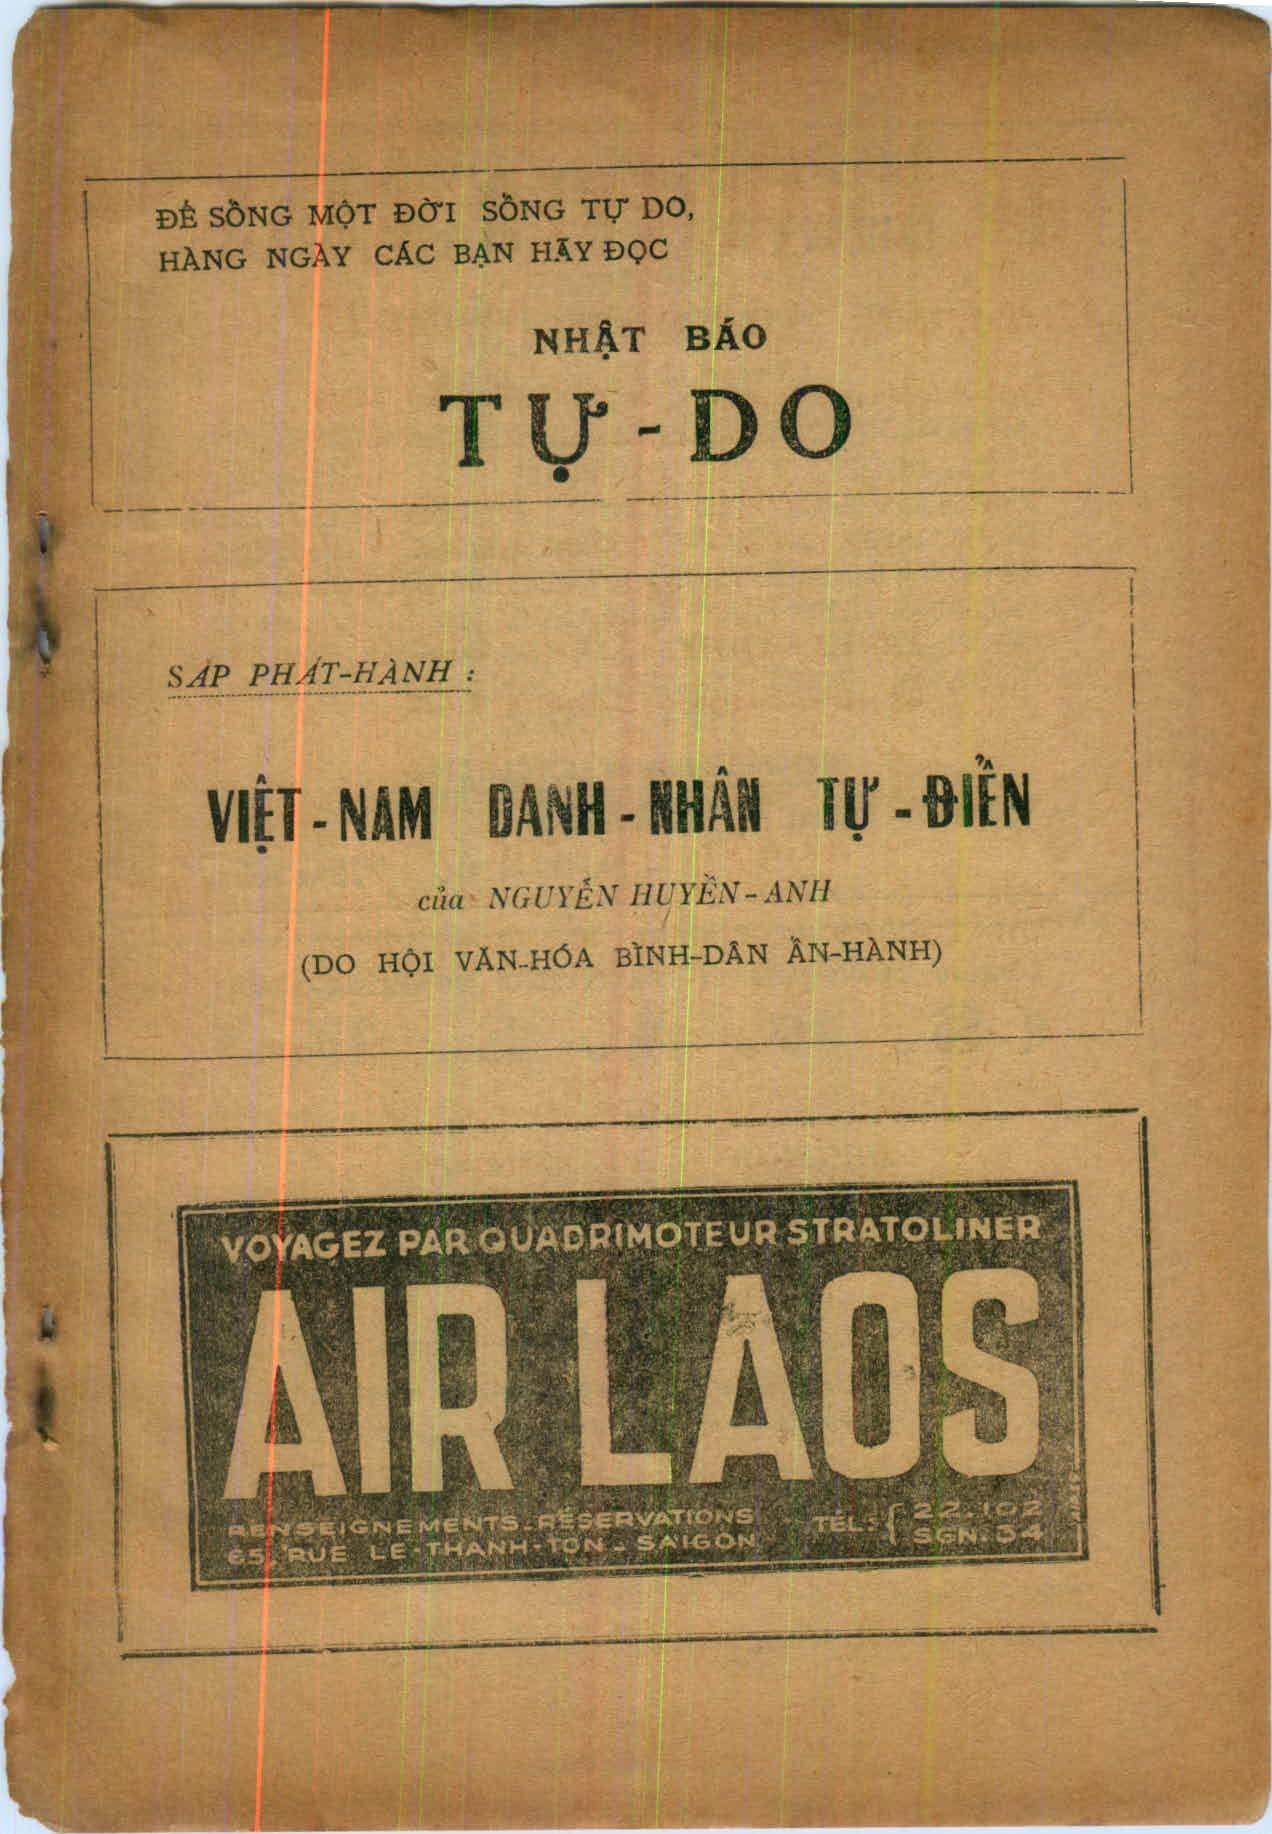 ĐỂ SỐNG MỘT ĐỜI SỐNG TỰ DO,
HÀNG NGÀY CÁC BẠN HÃY ĐỌC
NHẬT BÁO
TỰ - DO
SẮP PHÁT-HÀNH :
VIỆT - NAM DANH - NHÂN TỰ - ĐIỂN
của NGUYỄN HUYỀN - ANH
(DO HỘI VĂN-HÓA BÌNH-DÂN ẤN-HÀNH)
VOYAGEZ PAR QUADRIMOTEUR STRATOLINER
AIR LAOS
RENSEIGNEMENTS - RÉSERVATIONS
65, RUE LE - THANH - TON - SAIGON
TÉL : { 22.102
SGN. 34